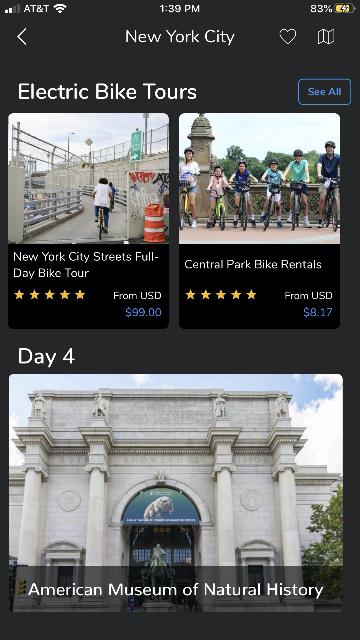 AT&T 1:39 PM 83%
New York City
Electric Bike Tours
See All
New York City Streets Full-
Day Bike Tour
From USD
$99.00
Central Park Bike Rentals
From USD
$8.17
Day 4
American Museum of Natural History